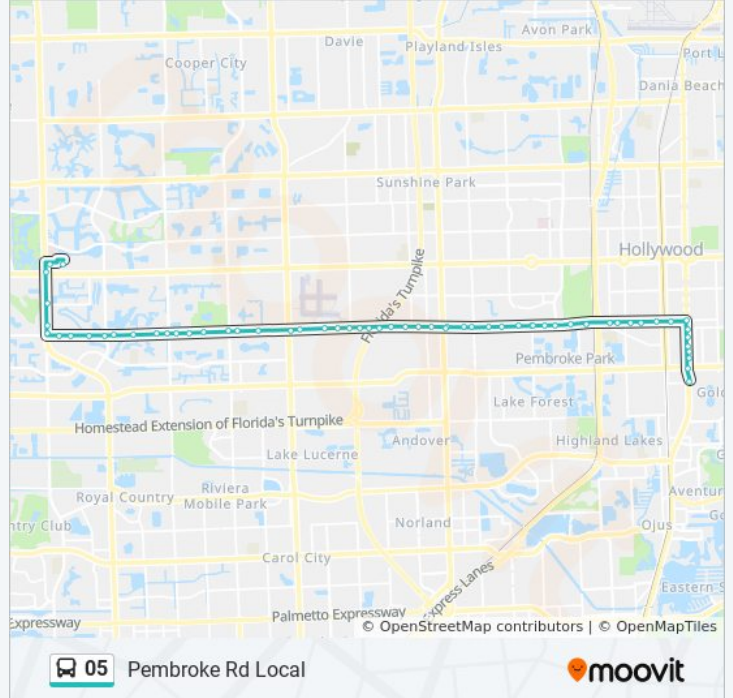 Avon Park
Davie
Playland Isles
Cooper City
Port L
Dania Beach
Sunshine Park
Hollywood
Florida's Turnpike
Pembroke Park
Gold
Lake Forest
Homestead Extension of Florida's Turnpike
Andover
Highland Lakes
Lake Lucerne
Riviera
Mobile Park
Royal Country
Aventur
ntry Club
Norland
Ojus
G
Carol City
Express Lanes
Eastern S
Palmetto Expressway
Expressway
© OpenStreetMap contributors | © OpenMapTiles
05 Pembroke Rd Local
moovit